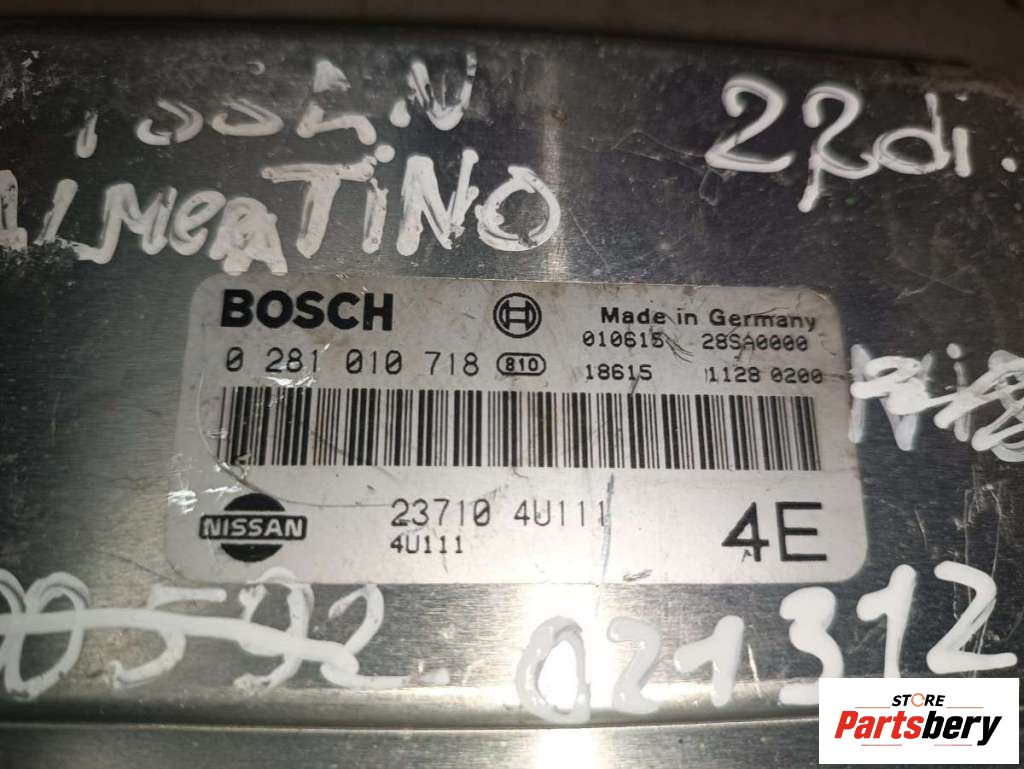 22di.
ALMERA TiNO
BOSCH
Made in Germany
0 281 010 718 810
010615 28SA0000
18615 1128 0200
NISSAN
23710 4U111
4U111
4E
021312
STORE
Partsbery